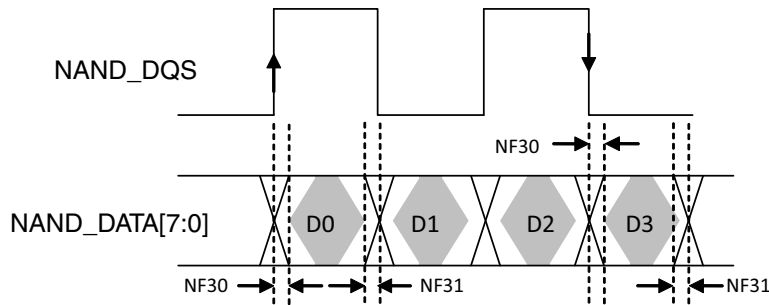 NAND_DQS
NF30
NAND_DATA[7:0]
D0
D1
D2
D3
NF30
NF31
NF31